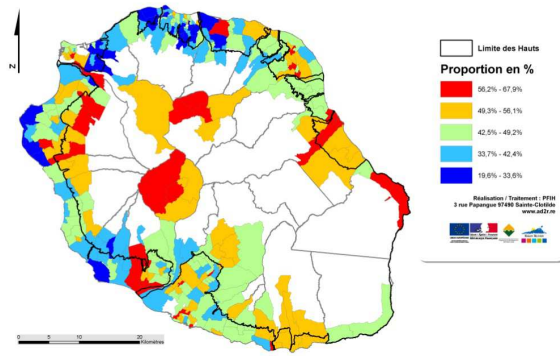 N
Limite des Hauts
Proportion en %
56,2% - 67,9%
49,3% - 56,1%
42,5% - 49,2%
33,7% - 42,4%
19,6% - 33,6%
Réalisation / Traitement : PFIH
3 rue Papangue 97490 Sainte-Clotilde
www.ad2r.re
0 5 10 20
Kilomètres